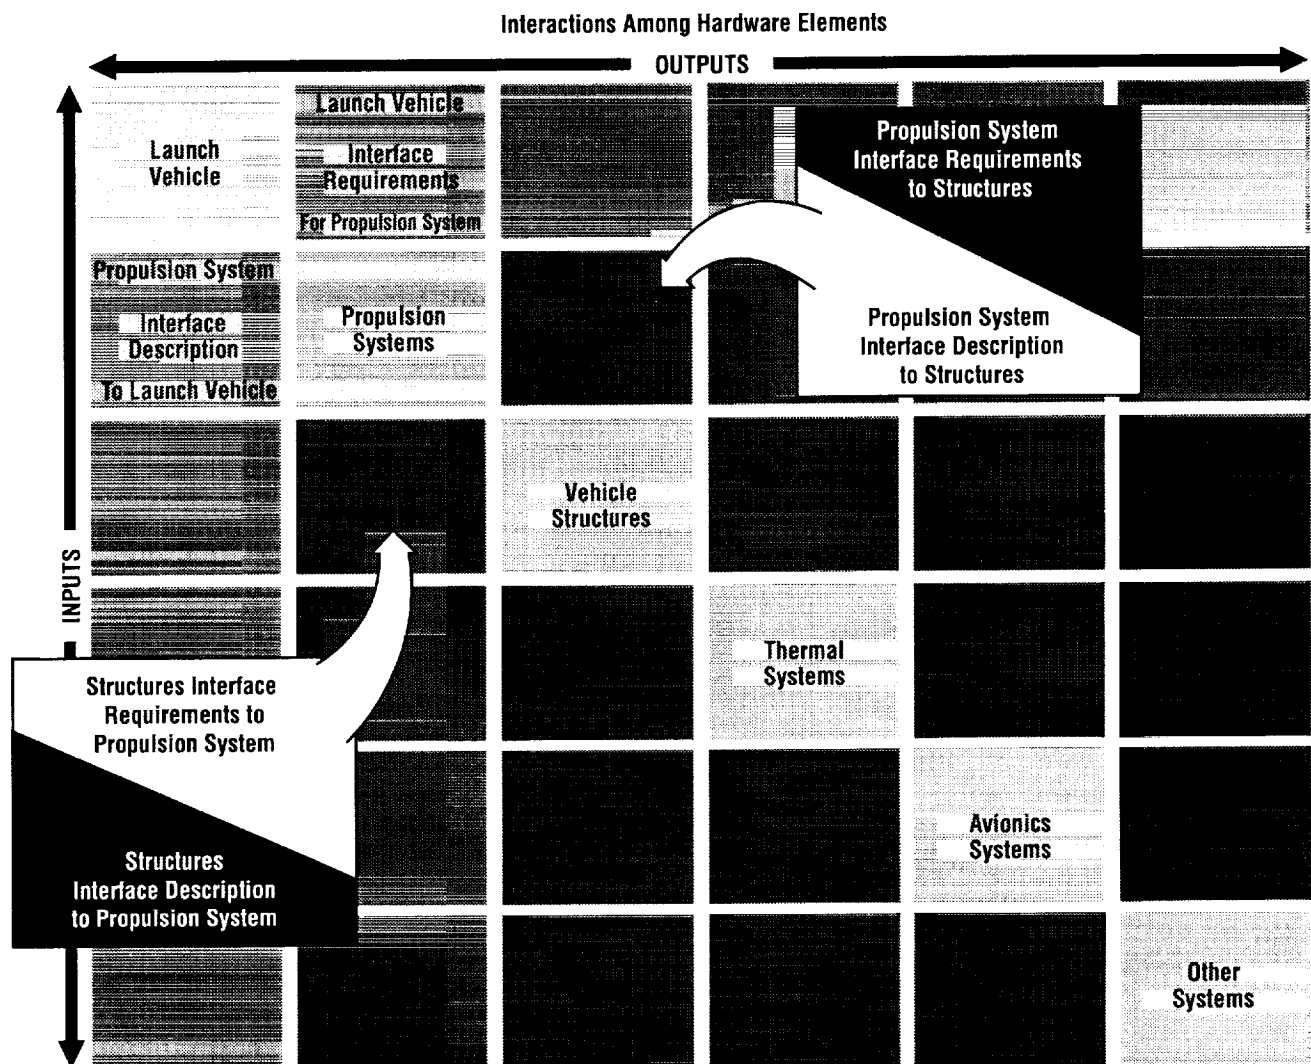 Interactions Among Hardware Elements
OUTPUTS
INPUTS
Launch
Vehicle
Launch Vehicle
Interface
Requirements
For Propulsion System
Propulsion System
Interface Requirements
to Structures
Propulsion System
Interface Description
to Structures
Propulsion System
Interface
Description
To Launch Vehicle
Propulsion
Systems
Vehicle
Structures
Thermal
Systems
Structures Interface
Requirements to
Propulsion System
Structures
Interface Description
to Propulsion System
Avionics
Systems
Other
Systems